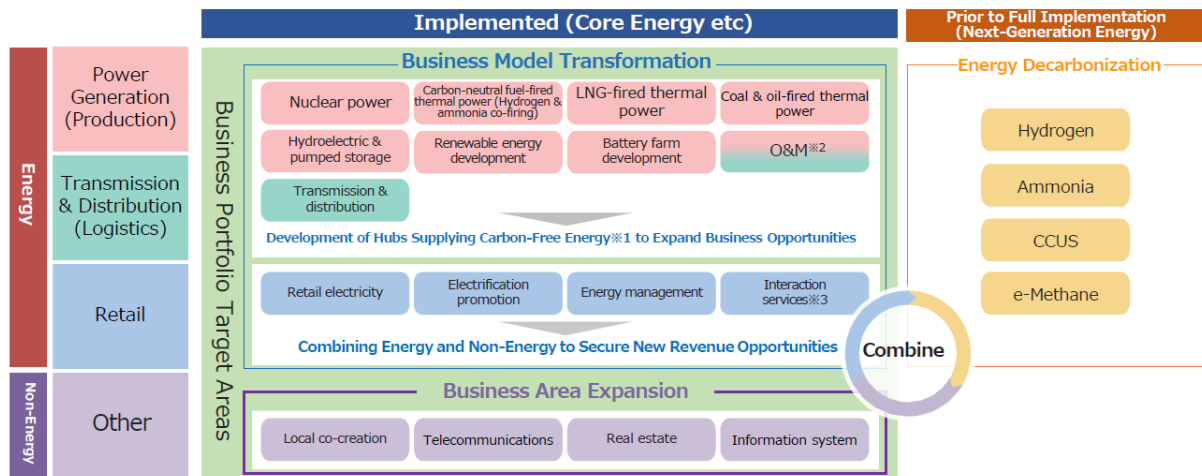 Implemented (Core Energy etc)
Prior to Full Implementation
(Next-Generation Energy)
Energy
Power
Generation
(Production)
Transmission
& Distribution
(Logistics)
Retail
Non-Energy
Other
Business Portfolio Target Areas
Business Model Transformation
Nuclear power
Carbon-neutral fuel-fired
thermal power (Hydrogen &
ammonia co-firing)
LNG-fired thermal
power
Coal & oil-fired thermal
power
Hydroelectric &
pumped storage
Renewable energy
development
Battery farm
development
O&M※2
Transmission &
distribution
Development of Hubs Supplying Carbon-Free Energy※1 to Expand Business Opportunities
Retail electricity
Electrification
promotion
Energy management
Interaction
services※3
Combining Energy and Non-Energy to Secure New Revenue Opportunities
Business Area Expansion
Local co-creation
Telecommunications
Real estate
Information system
Combine
Energy Decarbonization
Hydrogen
Ammonia
CCUS
e-Methane